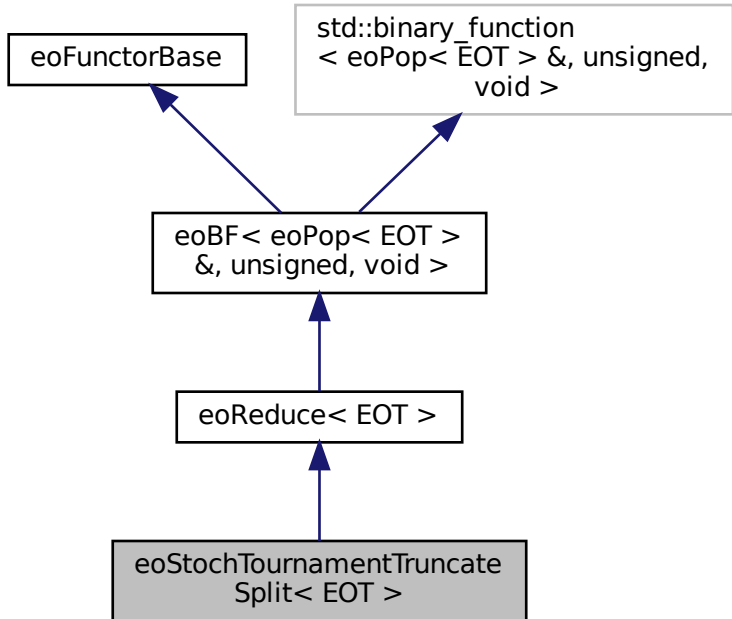 eoFunctorBase
std::binary_function
< eoPop< EOT > &, unsigned,
void >
eoBF< eoPop< EOT >
&, unsigned, void >
eoReduce< EOT >
eoStochTournamentTruncate
Split< EOT >